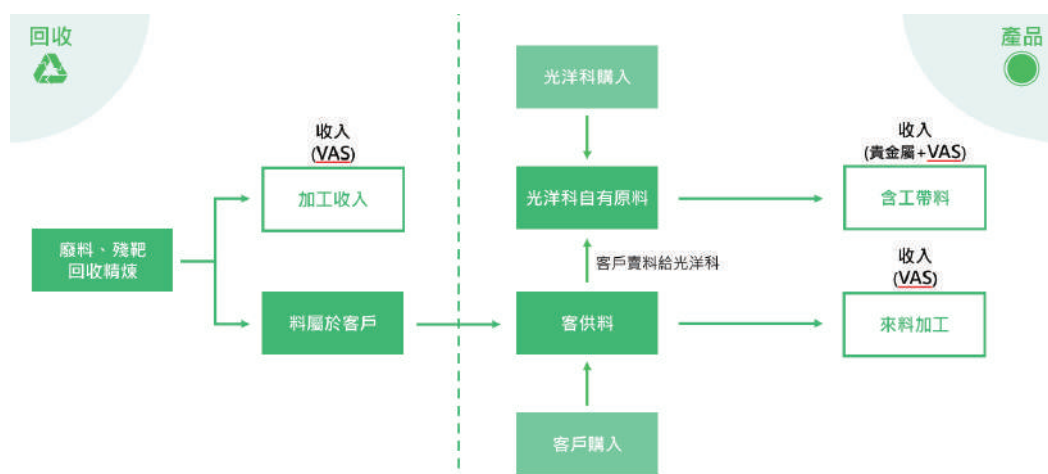 回收
產品
光洋科購入
收入
(VAS)
加工收入
光洋科自有原料
收入
(貴金屬+VAS)
含工帶料
廢料、殘靶
回收精煉
客戶賣料給光洋科
料屬於客戶
客供料
收入
(VAS)
來料加工
客戶購入